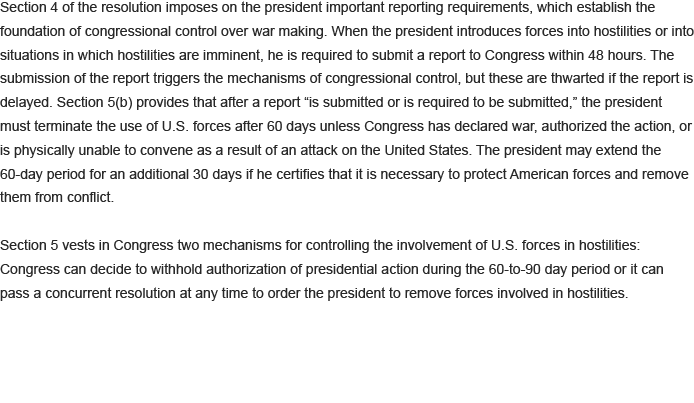 Section 4 of the resolution imposes on the president important reporting requirements, which establish the
foundation of congressional control over war making. When the president introduces forces into hostilities or into
situations in which hostilities are imminent, he is required to submit a report to Congress within 48 hours. The
submission of the report triggers the mechanisms of congressional control, but these are thwarted if the report is
delayed. Section 5(b) provides that after a report “is submitted or is required to be submitted,” the president
must terminate the use of U.S. forces after 60 days unless Congress has declared war, authorized the action, or
is physically unable to convene as a result of an attack on the United States. The president may extend the
60-day period for an additional 30 days if he certifies that it is necessary to protect American forces and remove
them from conflict.
Section 5 vests in Congress two mechanisms for controlling the involvement of U.S. forces in hostilities:
Congress can decide to withhold authorization of presidential action during the 60-to-90 day period or it can
pass a concurrent resolution at any time to order the president to remove forces involved in hostilities.